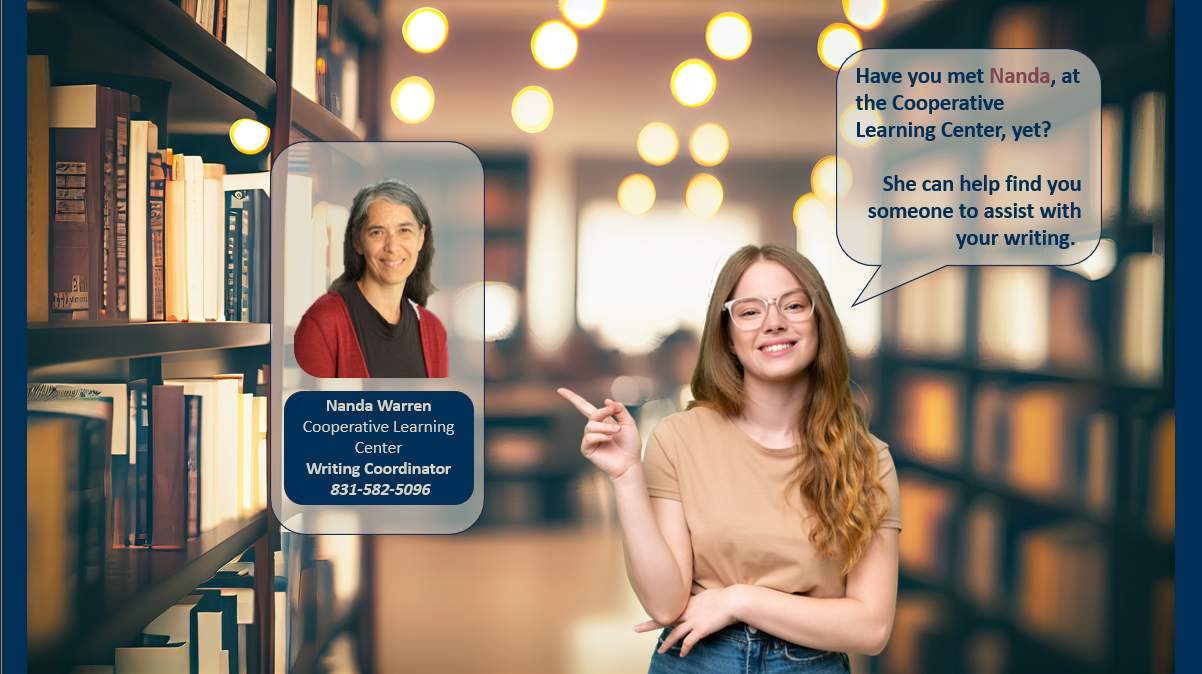 Have you met Nanda, at
the Cooperative
Learning Center, yet?
She can help find you
someone to assist with
your writing.
Nanda Warren
Cooperative Learning
Center
Writing Coordinator
831-582-5096